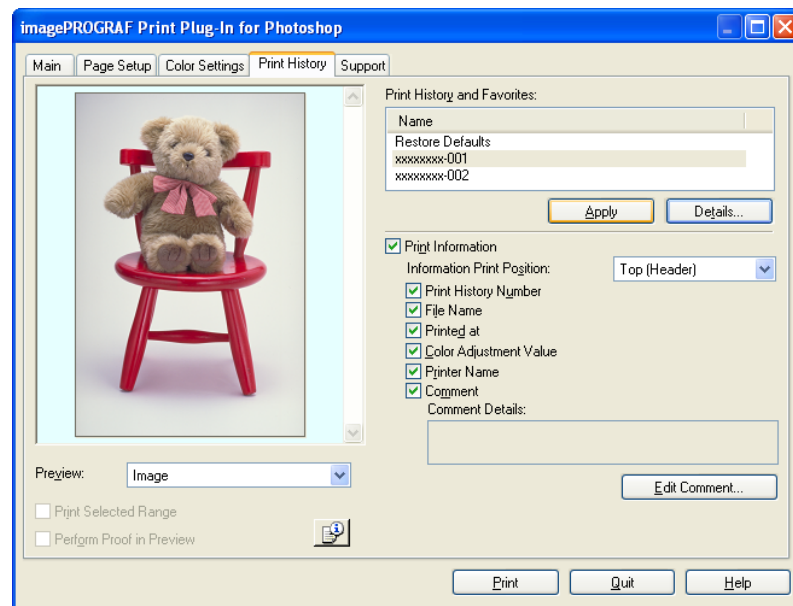 imagePROGRAF Print Plug-In for Photoshop
Main Page Setup Color Settings Print History Support
Print History and Favorites:
Name
Restore Defaults
xxxxxxxx-001
xxxxxxxx-002
Apply Details...
Print Information
Information Print Position: Top (Header)
Print History Number
File Name
Printed at
Color Adjustment Value
Printer Name
Comment
Comment Details:
Preview: Image
Edit Comment...
Print Selected Range
Perform Proof in Preview
Print Quit Help